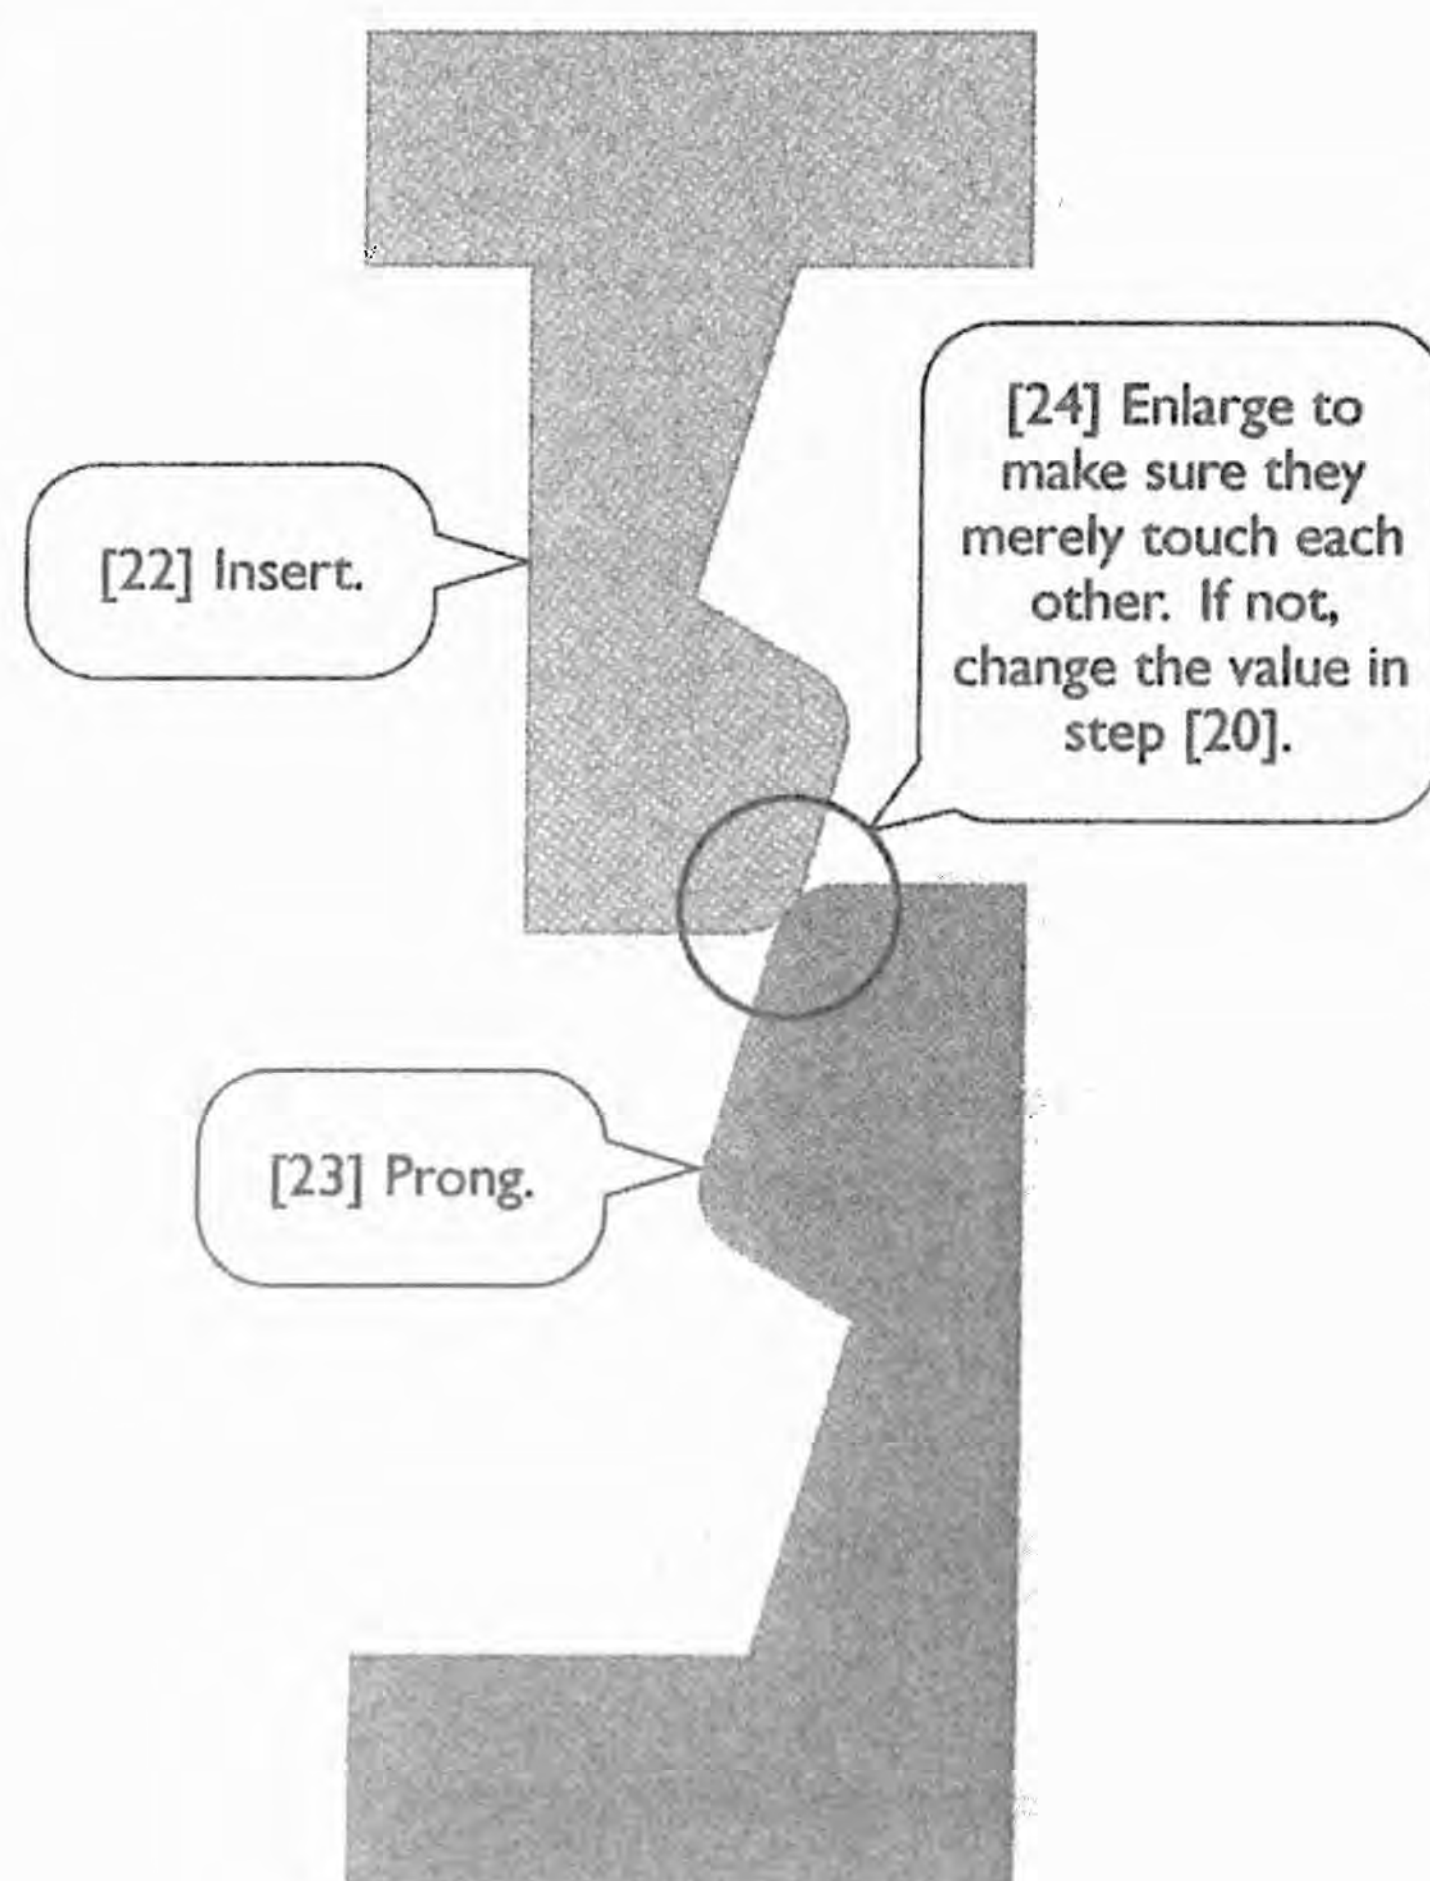 [22] Insert.
[24] Enlarge to
make sure they
merely touch each
other. If not,
change the value in
step [20].
[23] Prong.